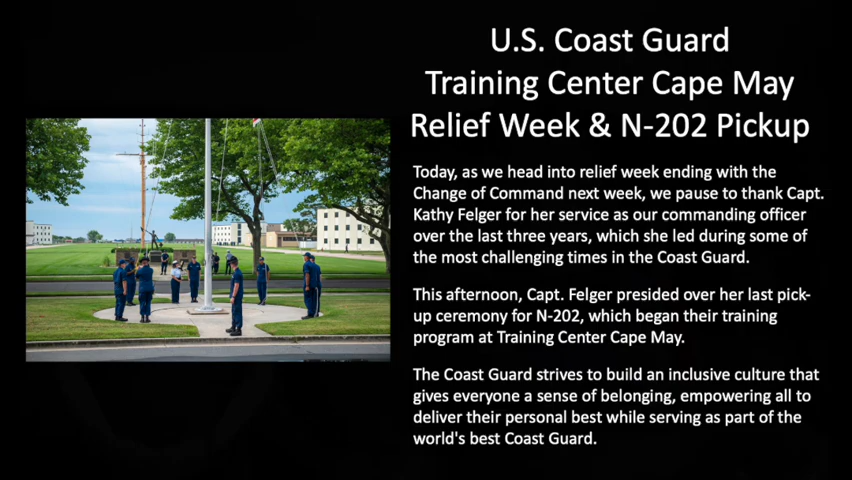 U.S. Coast Guard
Training Center Cape May
Relief Week & N-202 Pickup
Today, as we head into relief week ending with the
Change of Command next week, we pause to thank Capt.
Kathy Felger for her service as our commanding officer
over the last three years, which she led during some of
the most challenging times in the Coast Guard.
This afternoon, Capt. Felger presided over her last pick-
up ceremony for N-202, which began their training
program at Training Center Cape May.
The Coast Guard strives to build an inclusive culture that
gives everyone a sense of belonging, empowering all to
deliver their personal best while serving as part of the
world's best Coast Guard.